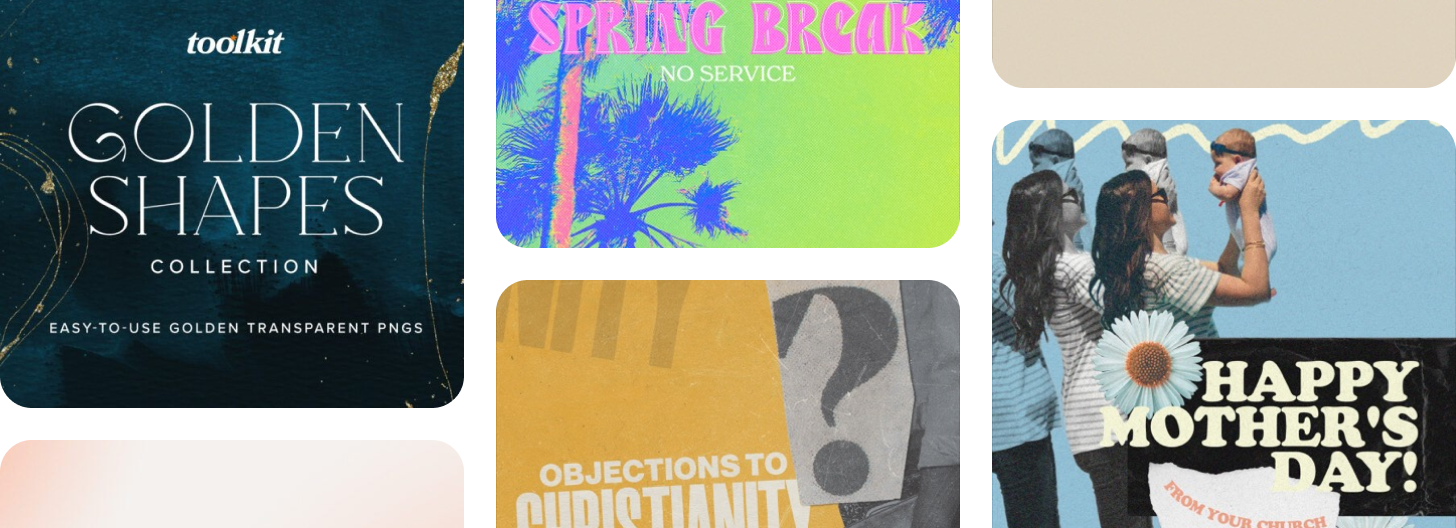 toolkit
GOLDEN
SHAPES
COLLECTION
EASY-TO-USE GOLDEN TRANSPARENT PNGS
SPRING BREAK
NO SERVICE
NITY
?
OBJECTIONS TO
CHRISTIANITY
HAPPY
MOTHER'S
DAY!
FROM YOUR CHURCH